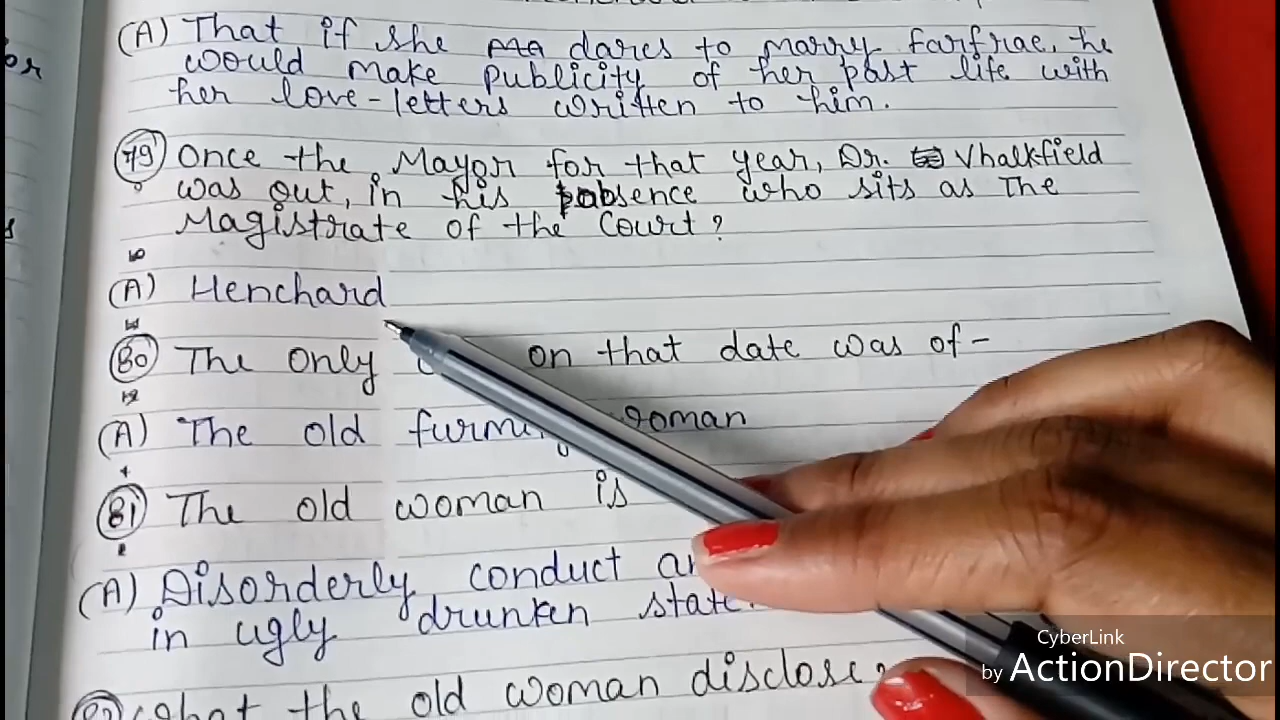 (A) That if she dares to marry farfrae, he
or
would make publicity of her past life with
her love-letters written to him.
79 Once the Mayor for that year, Dr. Vhalkfield
was out, in his absence who sits as The
Magistrate of the Court?
(A) Henchard
80 The only on that date was of-
(A) The old woman
81 The old woman is
(A) Disorderly conduct
in ugly drunken state.
What the old woman disclose?
CyberLink
by ActionDirector